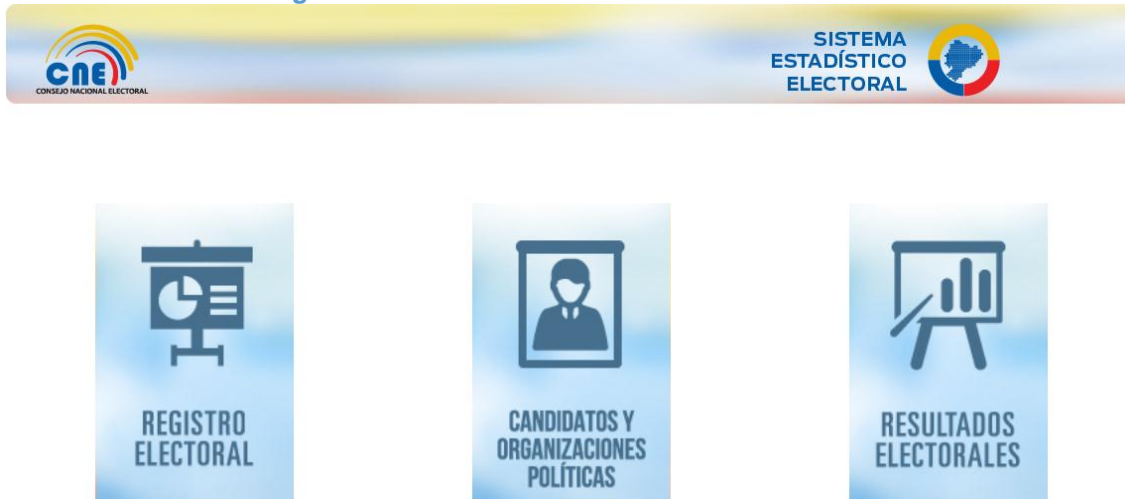 SISTEMA
ESTADÍSTICO
ELECTORAL
CNE
CONSEJO NACIONAL ELECTORAL
REGISTRO
ELECTORAL
CANDIDATOS Y
ORGANIZACIONES
POLÍTICAS
RESULTADOS
ELECTORALES